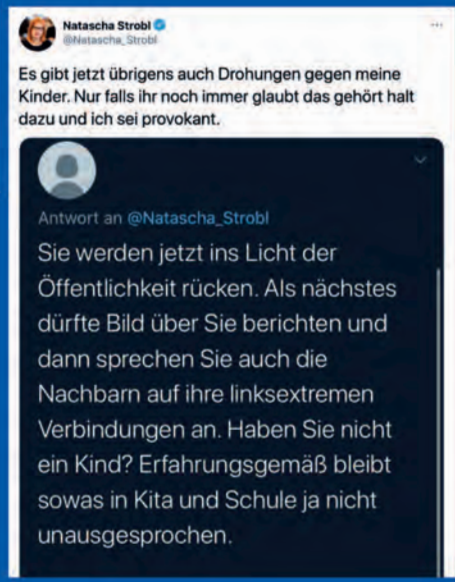 Natascha Strobl
@Natascha_Strobl
Es gibt jetzt übrigens auch Drohungen gegen meine
Kinder. Nur falls ihr noch immer glaubt das gehört halt
dazu und ich sei provokant.
Antwort an @Natascha_Strobl
Sie werden jetzt ins Licht der
Öffentlichkeit rücken. Als nächstes
dürfte Bild über Sie berichten und
dann sprechen Sie auch die
Nachbarn auf ihre linksextremen
Verbindungen an. Haben Sie nicht
ein Kind? Erfahrungsgemäß bleibt
sowas in Kita und Schule ja nicht
unausgesprochen.